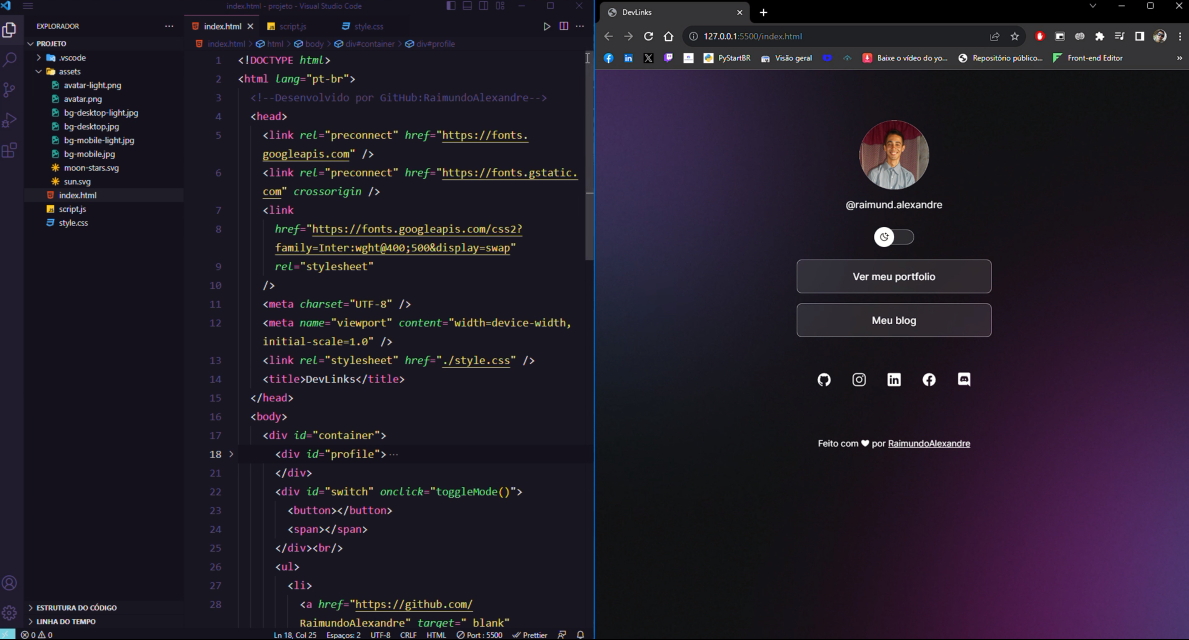 index.html - projeto - Visual Studio Code
EXPLORADOR
PROJETO
.vscode
assets
avatar-light.png
avatar.png
bg-desktop-light.jpg
bg-desktop.jpg
bg-mobile-light.jpg
bg-mobile.jpg
moon-stars.svg
sun.svg
index.html
script.js
style.css
ESTRUTURA DO CÓDIGO
LINHA DO TEMPO
index.html script.js style.css
index.html > html > body > div#container > div#profile
1 <!DOCTYPE html>
2 <html lang="pt-br">
3 <!--Desenvolvido por GitHub:RaimundoAlexandre-->
4 <head>
5 <link rel="preconnect" href="https://fonts.
googleapis.com" />
6 <link rel="preconnect" href="https://fonts.gstatic.
com" crossorigin />
7 <link
8 href="https://fonts.googleapis.com/css2?
family=Inter:wght@400;500&display=swap"
9 rel="stylesheet"
10 />
11 <meta charset="UTF-8" />
12 <meta name="viewport" content="width=device-width,
initial-scale=1.0" />
13 <link rel="stylesheet" href="./style.css" />
14 <title>DevLinks</title>
15 </head>
16 <body>
17 <div id="container">
18 <div id="profile">...
21 </div>
22 <div id="switch" onclick="toggleMode()">
23 <button></button>
24 <span></span>
25 </div><br/>
26 <ul>
27 <li>
28 <a href="https://github.com/
RaimundoAlexandre" target="_blank"
0 0 Ln 18, Col 25 Espaços: 2 UTF-8 CRLF HTML Port : 5500 Prettier
DevLinks
127.0.0.1:5500/index.html
PyStartBR Visão geral Baixe o vídeo do yo... Repositório público... Front-end Editor
@raimund.alexandre
Ver meu portfolio
Meu blog
Feito com ♥ por RaimundoAlexandre